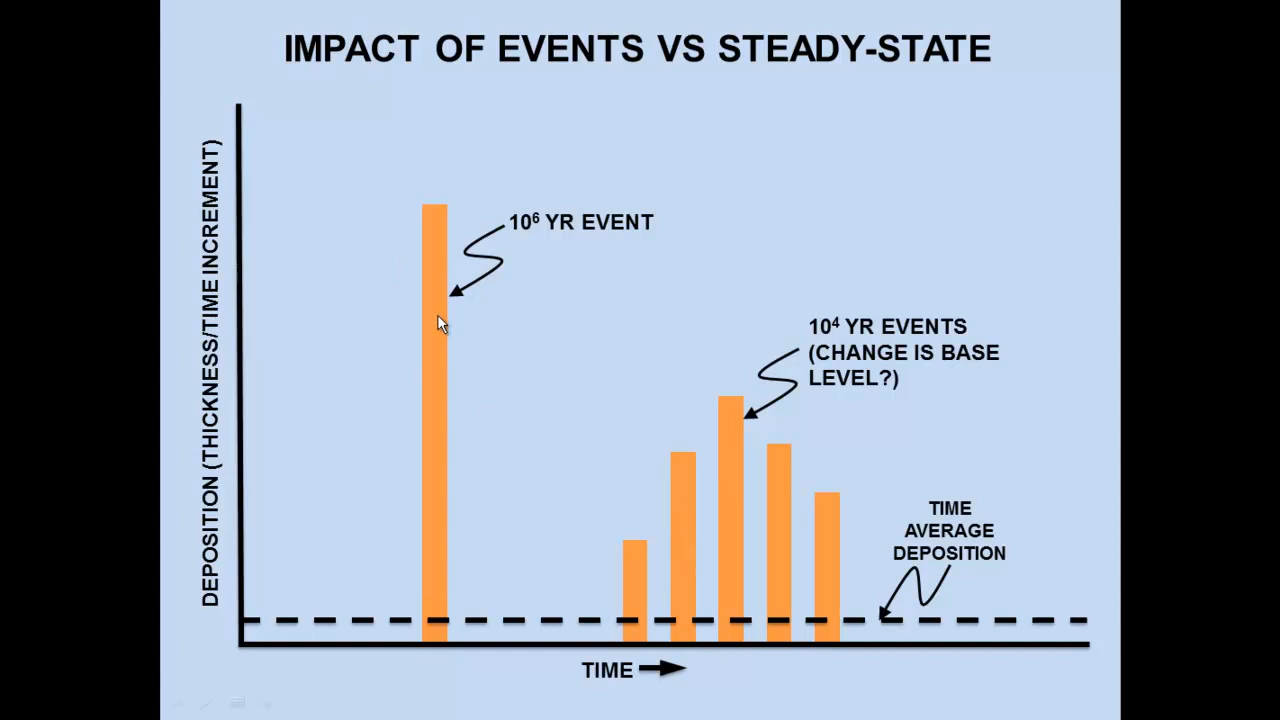 IMPACT OF EVENTS VS STEADY-STATE
DEPOSITION (THICKNESS/TIME INCREMENT)
10⁶ YR EVENT
10⁴ YR EVENTS
(CHANGE IS BASE
LEVEL?)
TIME
AVERAGE
DEPOSITION
TIME